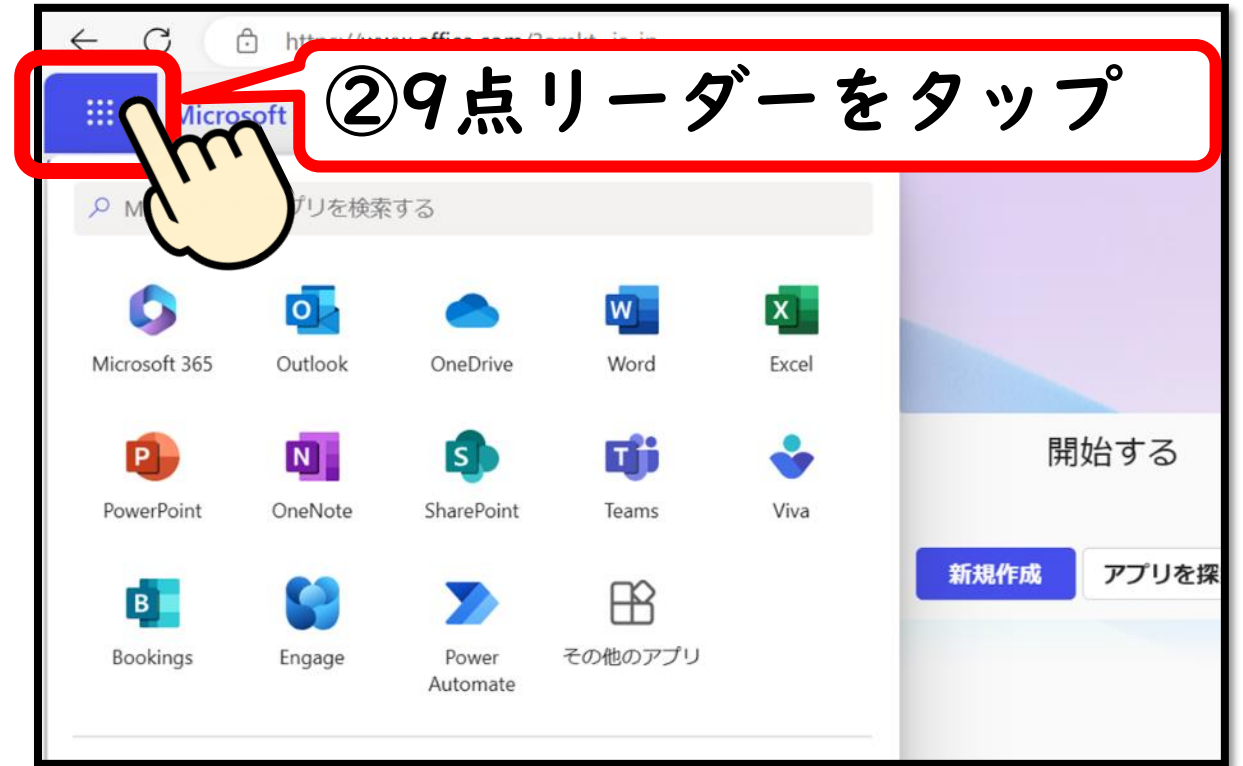 ②9点リーダーをタップ
Microsoft
アプリを検索する
Microsoft 365
Outlook
OneDrive
Word
Excel
PowerPoint
OneNote
SharePoint
Teams
Viva
Bookings
Engage
Power
Automate
その他のアプリ
開始する
新規作成
アプリを探